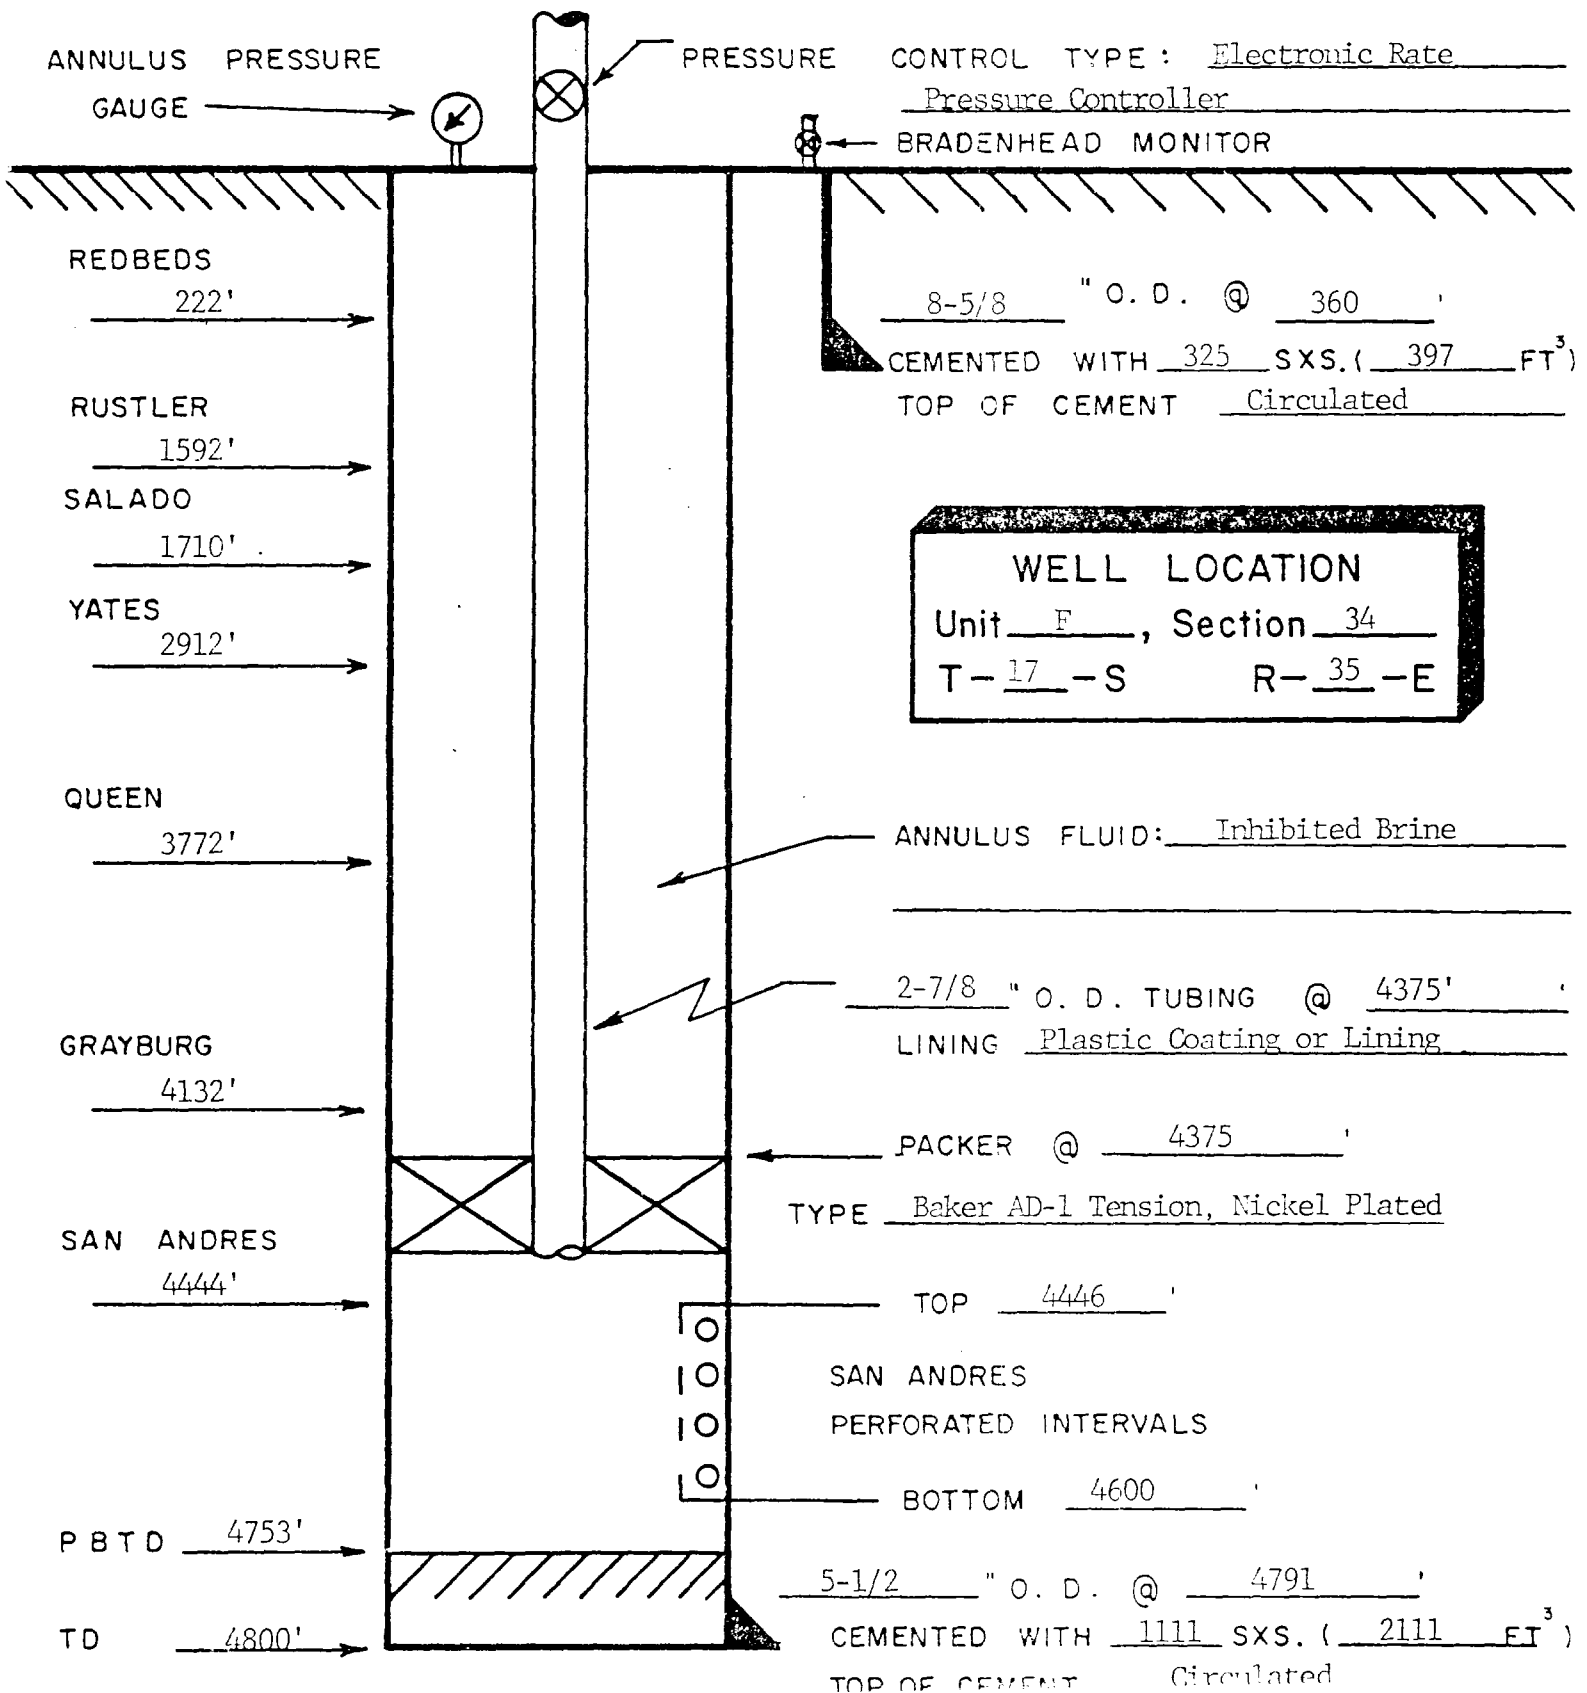 ANNULUS PRESSURE
GAUGE
PRESSURE CONTROL TYPE: Electronic Rate
Pressure Controller
BRADENHEAD MONITOR
REDBEDS
222'
8-5/8 " O. D. @ 360 '
CEMENTED WITH 325 SXS. ( 397 FT³)
TOP OF CEMENT Circulated
RUSTLER
1592'
SALADO
1710'
YATES
2912'
WELL LOCATION
Unit F, Section 34
T-17-S R-35-E
QUEEN
3772'
ANNULUS FLUID: Inhibited Brine
2-7/8 " O. D. TUBING @ 4375' '
LINING Plastic Coating or Lining
GRAYBURG
4132'
PACKER @ 4375 '
TYPE Baker AD-1 Tension, Nickel Plated
SAN ANDRES
4444'
TOP 4446 '
SAN ANDRES
PERFORATED INTERVALS
BOTTOM 4600 '
PBTD 4753'
5-1/2 " O. D. @ 4791 '
TD 4800'
CEMENTED WITH 1111 SXS. ( 2111 FT³)
TOP OF CEMENT Circulated